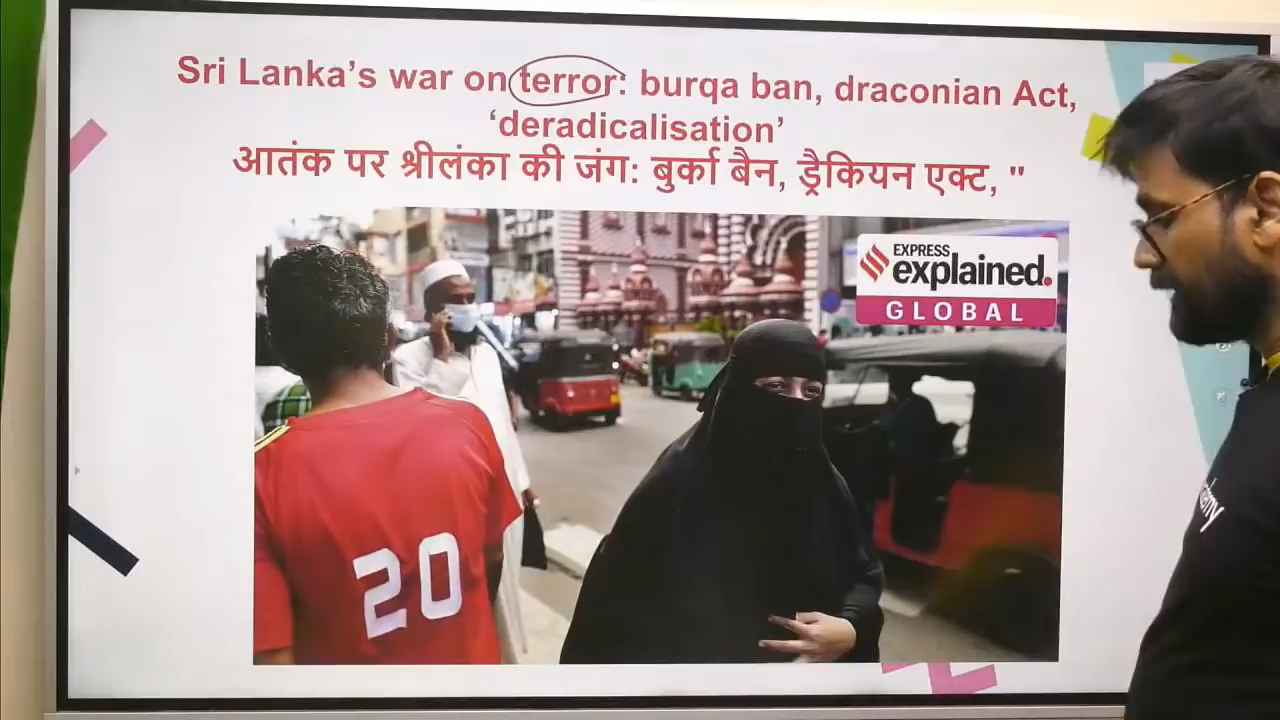 Sri Lanka's war on terror: burqa ban, draconian Act,
‘deradicalisation’
आतंक पर श्रीलंका की जंग: बुर्का बैन, ड्रैकियन एक्ट, "
EXPRESS
explained.
GLOBAL
20